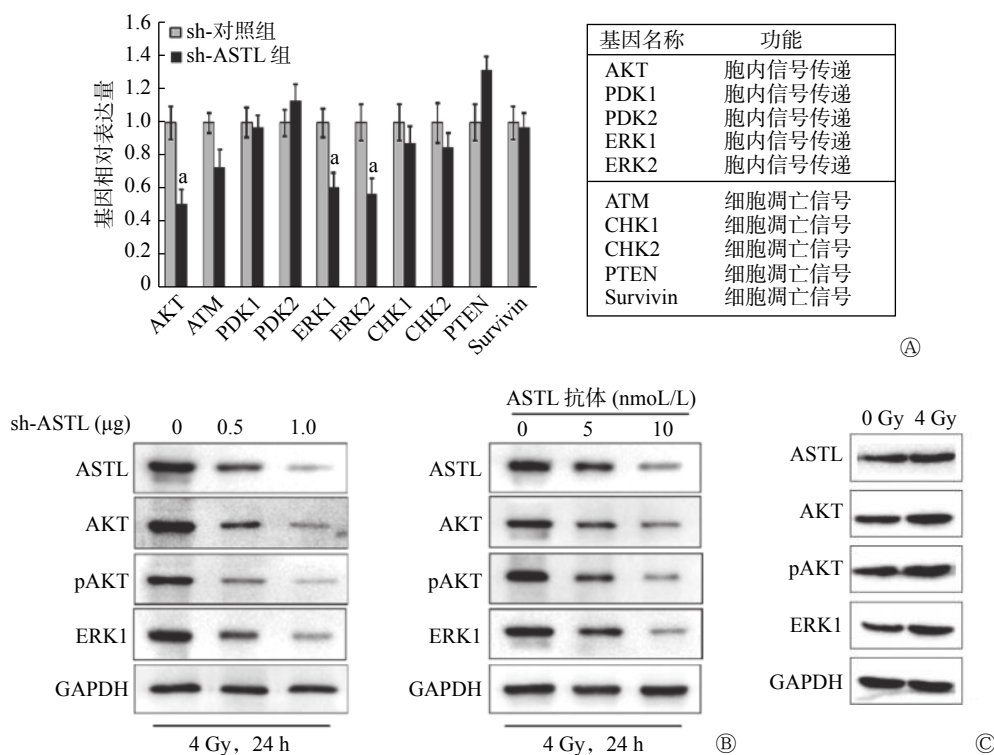 sh-对照组
sh-ASTL 组
基因相对表达量
1.6
1.4
1.2
1.0
0.8
0.6
0.4
0.2
0
a
a
a
AKT
ATM
PDK1
PDK2
ERK1
ERK2
CHK1
CHK2
PTEN
Survivin
基因名称 功能
AKT 胞内信号传递
PDK1 胞内信号传递
PDK2 胞内信号传递
ERK1 胞内信号传递
ERK2 胞内信号传递
ATM 细胞凋亡信号
CHK1 细胞凋亡信号
CHK2 细胞凋亡信号
PTEN 细胞凋亡信号
Survivin 细胞凋亡信号
Ⓐ
sh-ASTL (μg) 0 0.5 1.0
ASTL
AKT
pAKT
ERK1
GAPDH
4 Gy，24 h
ASTL 抗体 (nmoL/L)
0 5 10
ASTL
AKT
pAKT
ERK1
GAPDH
4 Gy，24 h
Ⓑ
0 Gy 4 Gy
ASTL
AKT
pAKT
ERK1
GAPDH
Ⓒ